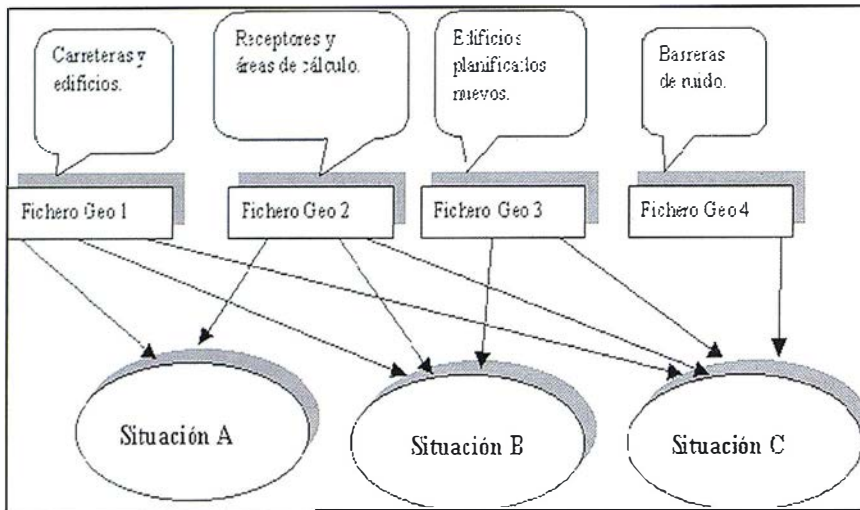 Carreteras y
edificios.
Receptores y
áreas de cálculo.
Edificios
planificados
nuevos.
Barreras
de ruido.
Fichero Geo 1
Fichero Geo 2
Fichero Geo 3
Fichero Geo 4
Situación A
Situación B
Situación C